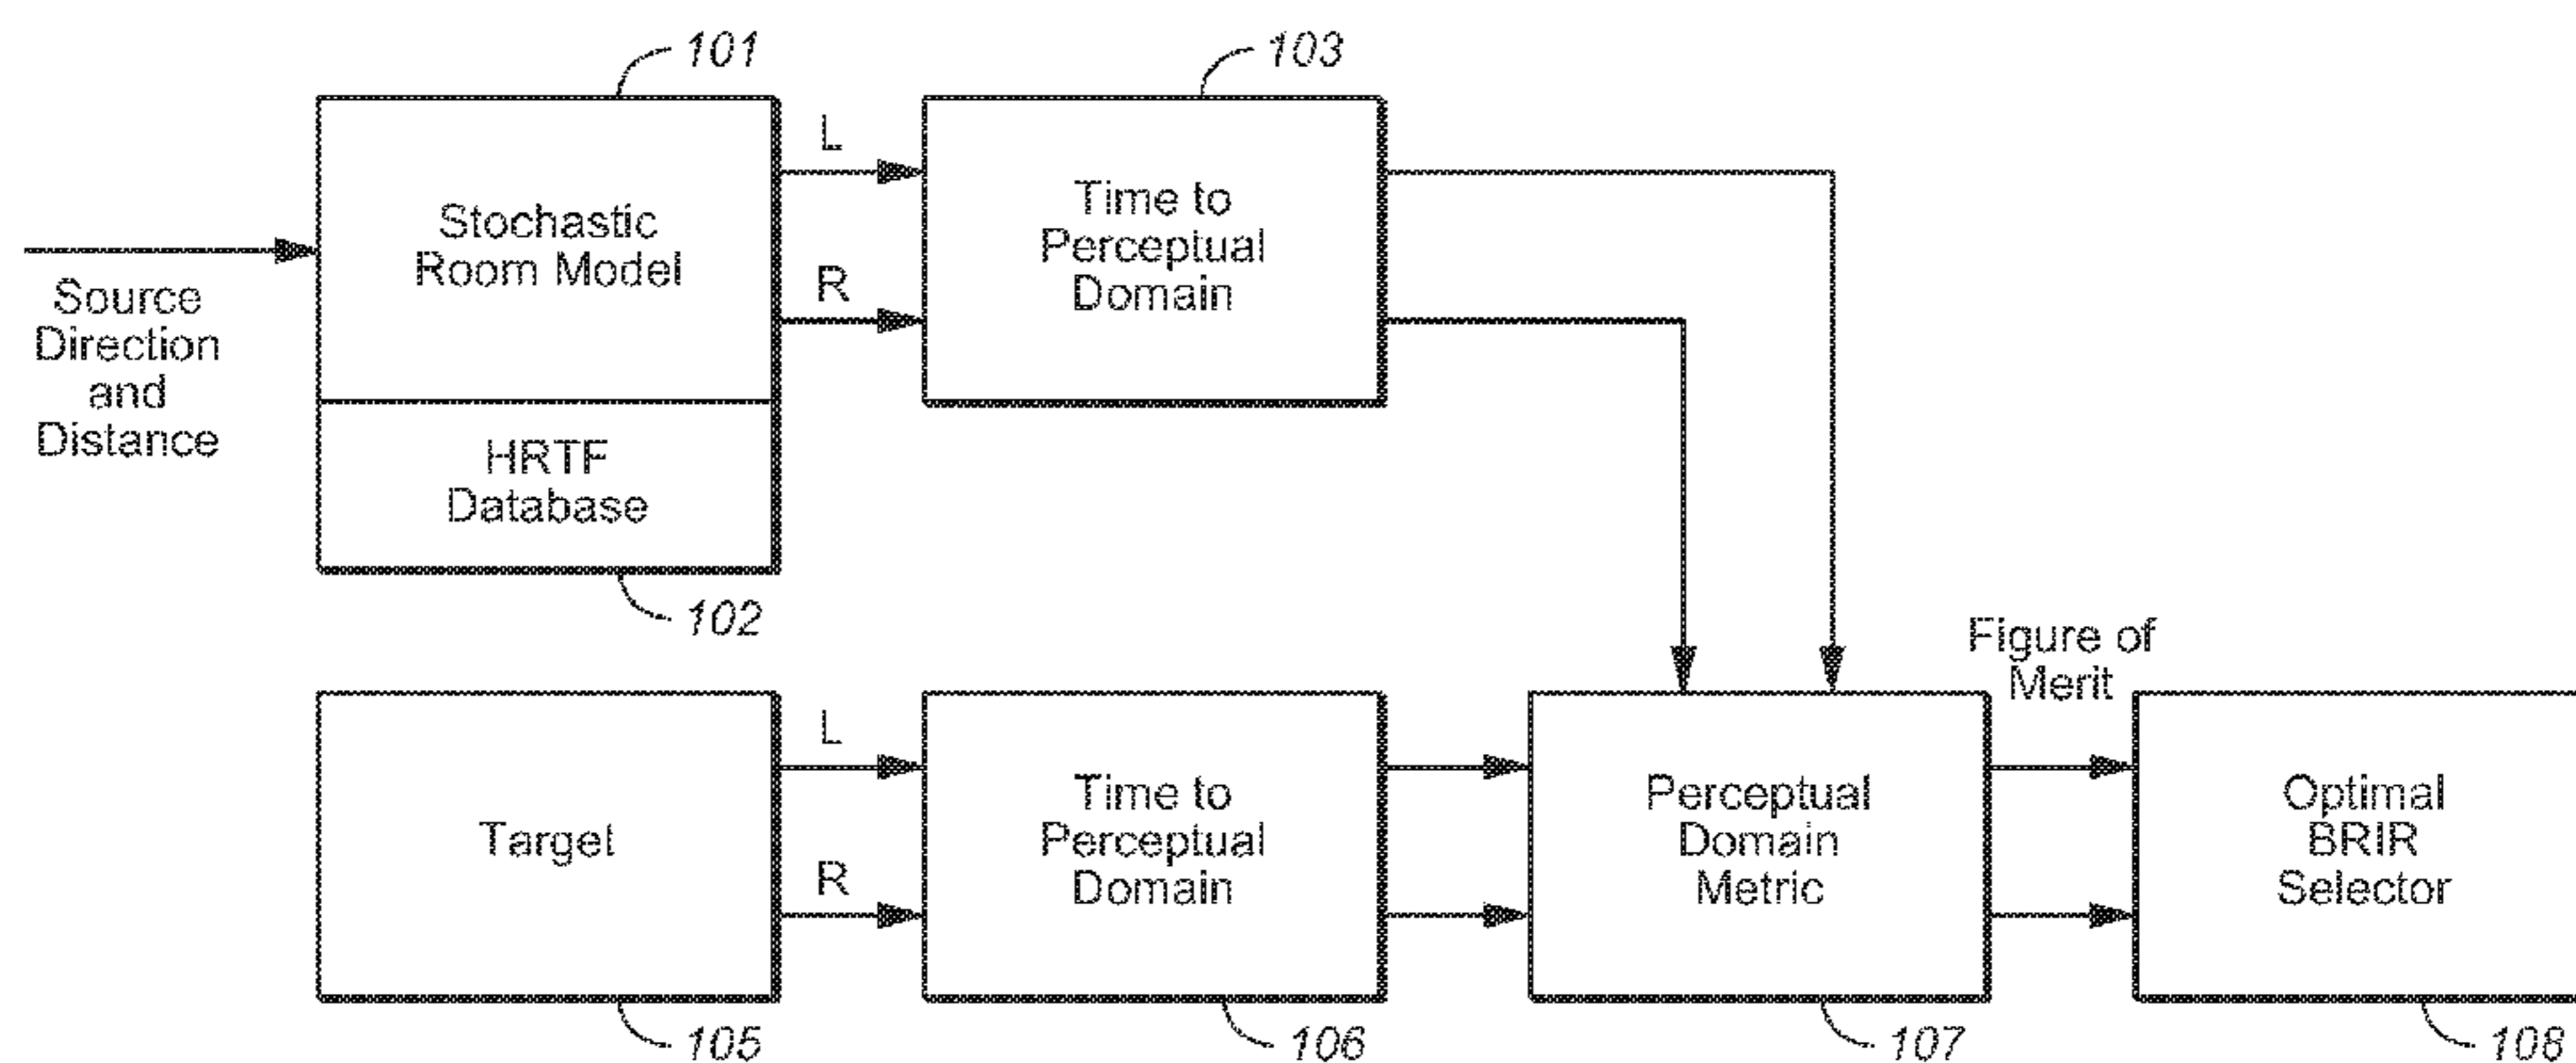 101
103
L
R
Stochastic
Room Model
Time to
Perceptual
Domain
Source
Direction
and
Distance
HRTF
Database
102
Figure of
Merit
L
R
Target
Time to
Perceptual
Domain
Perceptual
Domain
Metric
Optimal
BRIR
Selector
105
106
107
108